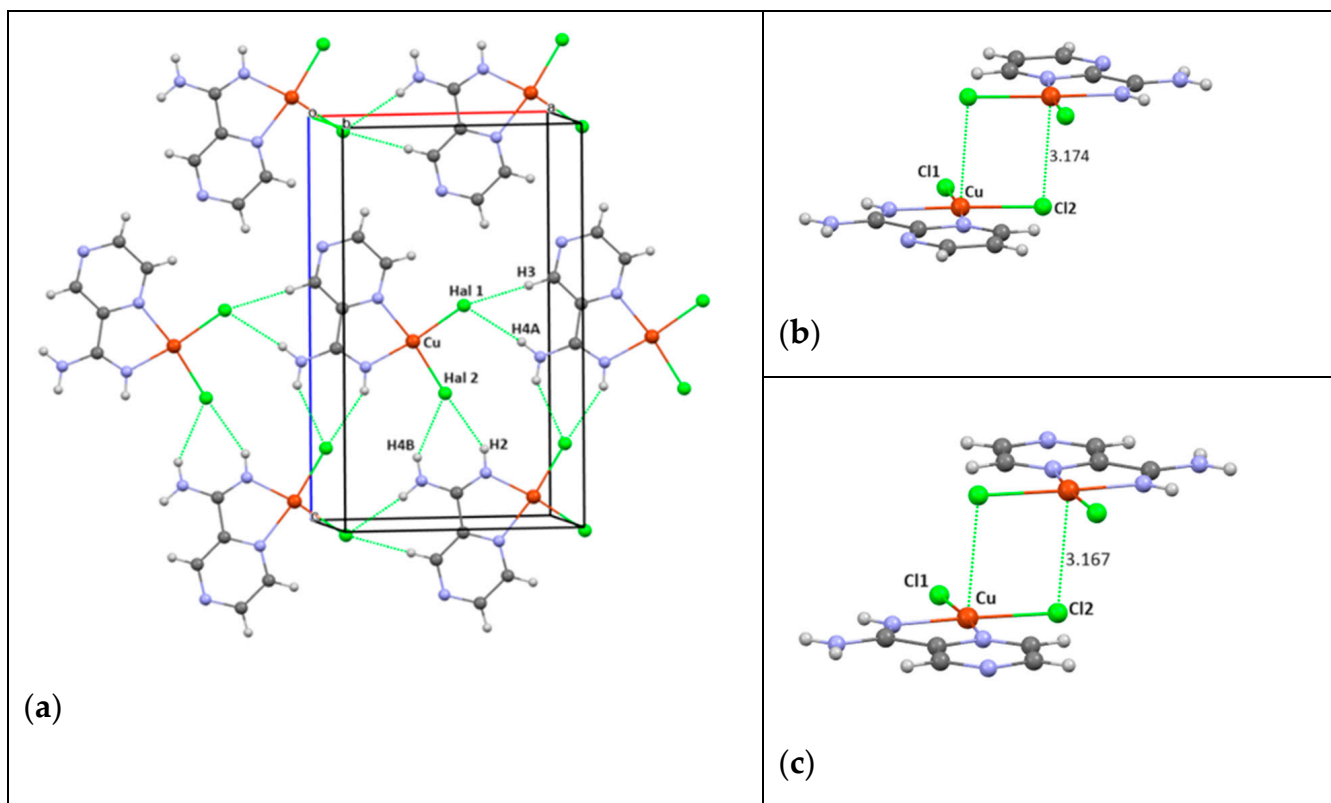 o
b
a
H3
Hal 1
H4A
Cu
Hal 2
H4B
H2
c
(a)
3.174
Cl1
Cu
Cl2
(b)
3.167
Cl1
Cu
Cl2
(c)